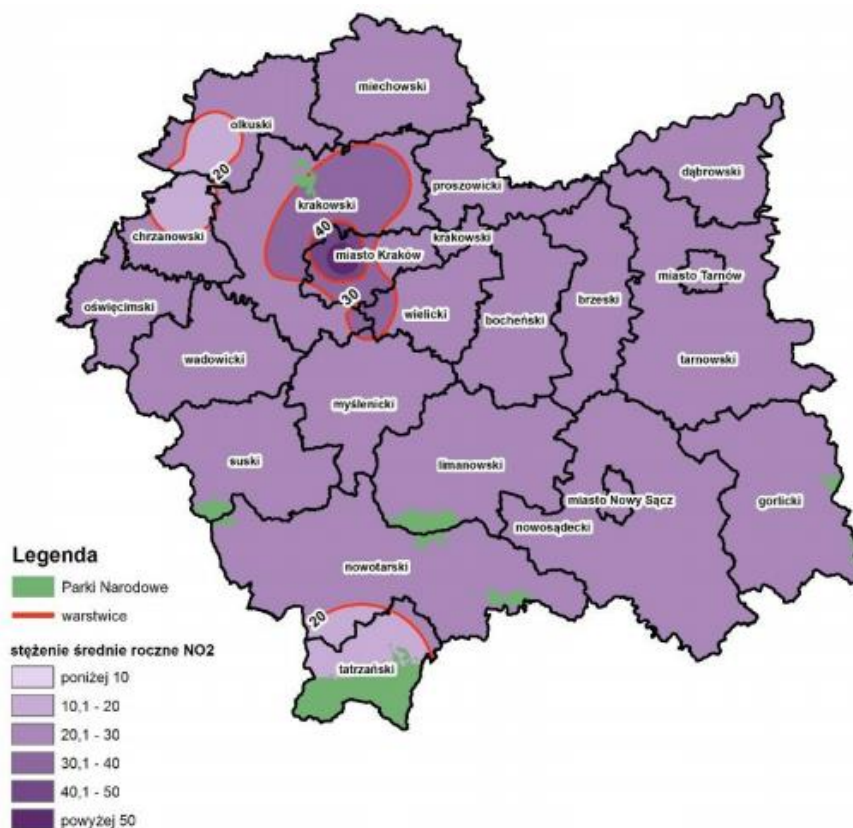 miechowski
olkuski
20
dąbrowski
proszowicki
krakowski
40
chrzanowski
krakowski
miasto Kraków
miasto Tarnów
30
oświęcimski
wielicki
bocheński
brzeski
wadowicki
tarnowski
myślenicki
suski
limanowski
miasto Nowy Sącz
gorlicki
nowosądecki
nowotarski
20
tatrzański
Legenda
Parki Narodowe
warstwice
stężenie średnie roczne NO2
poniżej 10
10,1 - 20
20,1 - 30
30,1 - 40
40,1 - 50
powyżej 50